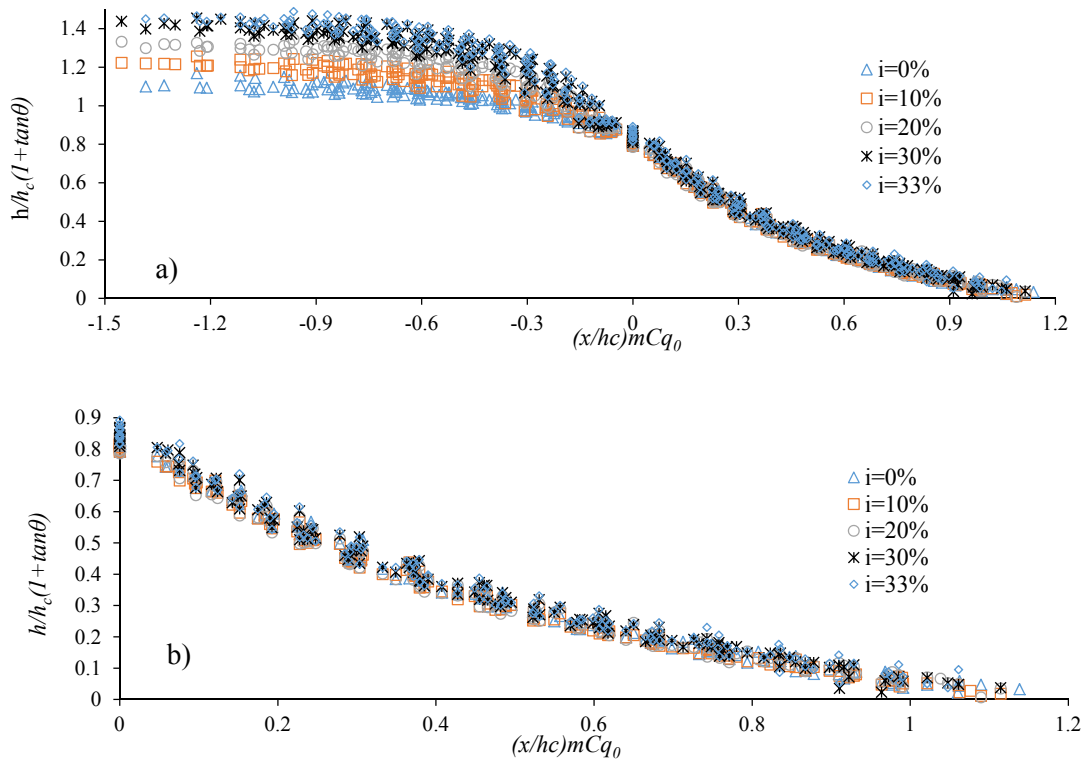 1.4
1.2
1
0.8
0.6
0.4
0.2
0
h/h_c(1+tanθ)
a)
i=0%
i=10%
i=20%
i=30%
i=33%
-1.5 -1.2 -0.9 -0.6 -0.3 0 0.3 0.6 0.9 1.2
(x/hc)mCq_0
0.9
0.8
0.7
0.6
0.5
0.4
0.3
0.2
0.1
0
h/h_c(1+tanθ)
b)
i=0%
i=10%
i=20%
i=30%
i=33%
0 0.2 0.4 0.6 0.8 1 1.2
(x/hc)mCq_0